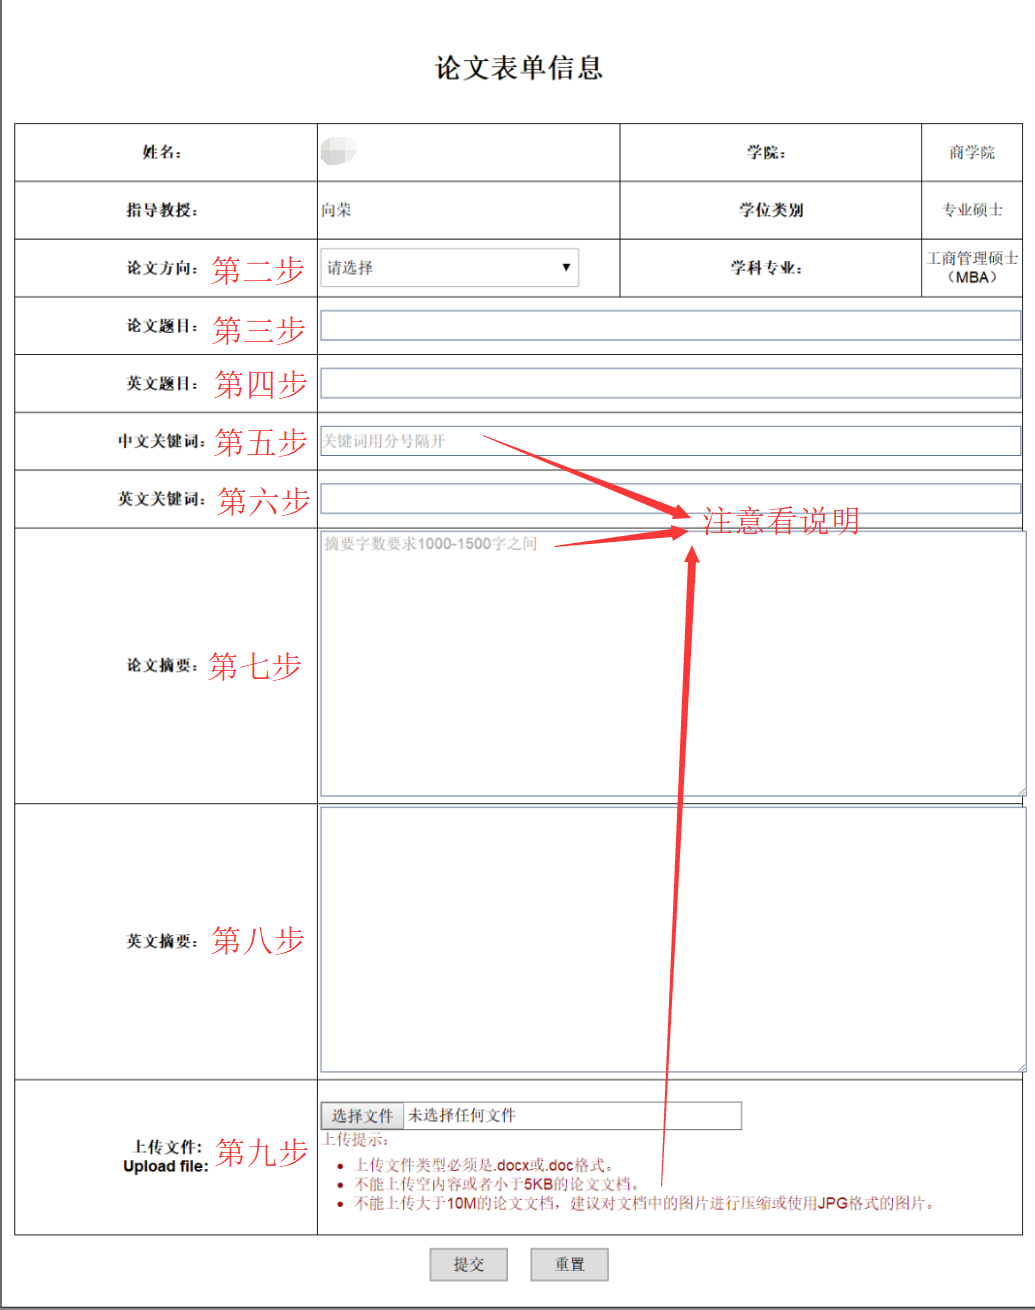 论文表单信息
姓名： 学院： 商学院
指导教授： 向荣 学位类别 专业硕士
论文方向： 第二步 请选择 学科专业： 工商管理硕士
（MBA）
论文题目： 第三步
英文题目： 第四步
中文关键词： 第五步 关键词用分号隔开
英文关键词： 第六步
注意看说明
摘要字数要求1000-1500字之间
论文摘要： 第七步
英文摘要： 第八步
选择文件 未选择任何文件
上传文件:
Upload file: 第九步
上传提示：
上传文件类型必须是.docx或.doc格式。
不能上传空内容或者小于5KB的论文文档。
不能上传大于10M的论文文档，建议对文档中的图片进行压缩或使用JPG格式的图片。
提交 重置